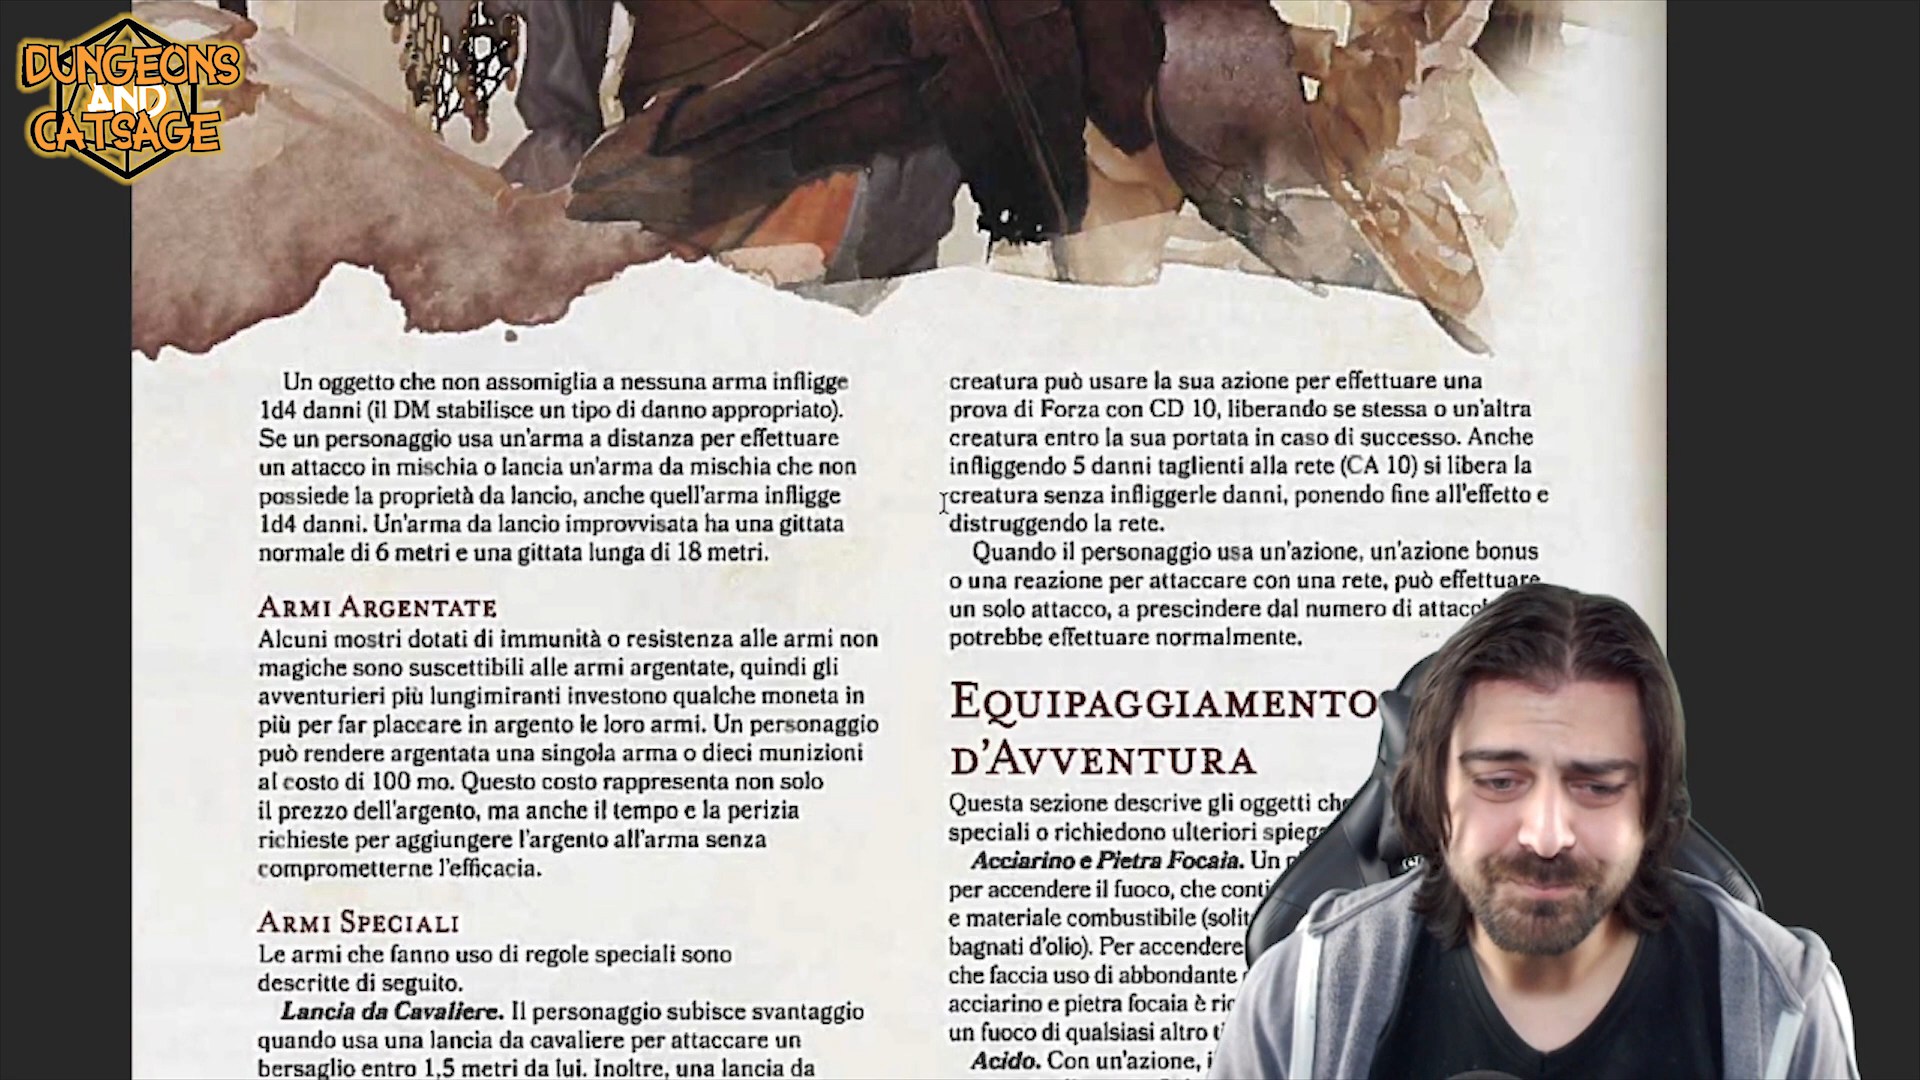 DUNGEONS
AND
CATSAGE
Un oggetto che non assomiglia a nessuna arma infligge
1d4 danni (il DM stabilisce un tipo di danno appropriato).
Se un personaggio usa un'arma a distanza per effettuare
un attacco in mischia o lancia un'arma da mischia che non
possiede la proprietà da lancio, anche quell'arma infligge
1d4 danni. Un'arma da lancio improvvisata ha una gittata
normale di 6 metri e una gittata lunga di 18 metri.
ARMI ARGENTATE
Alcuni mostri dotati di immunità o resistenza alle armi non
magiche sono suscettibili alle armi argentate, quindi gli
avventurieri più lungimiranti investono qualche moneta in
più per far placcare in argento le loro armi. Un personaggio
può rendere argentata una singola arma o dieci munizioni
al costo di 100 mo. Questo costo rappresenta non solo
il prezzo dell'argento, ma anche il tempo e la perizia
richieste per aggiungere l'argento all'arma senza
comprometterne l'efficacia.
ARMI SPECIALI
Le armi che fanno uso di regole speciali sono
descritte di seguito.
Lancia da Cavaliere. Il personaggio subisce svantaggio
quando usa una lancia da cavaliere per attaccare un
bersaglio entro 1,5 metri da lui. Inoltre, una lancia da
creatura può usare la sua azione per effettuare una
prova di Forza con CD 10, liberando se stessa o un'altra
creatura entro la sua portata in caso di successo. Anche
infliggendo 5 danni taglienti alla rete (CA 10) si libera la
creatura senza infliggerle danni, ponendo fine all'effetto e
distruggendo la rete.
Quando il personaggio usa un'azione, un'azione bonus
o una reazione per attaccare con una rete, può effettuare
un solo attacco, a prescindere dal numero di
potrebbe effettuare normalmente.
EQUIPAGGIAMENTO
D'AVVENTURA
Questa sezione descrive gli oggetti
speciali o richiedono ulteriori
Acciarino e Pietra Focaia. Un
per accendere il fuoco, che
e materiale combustibile
bagnati d'olio). Per accendere
che faccia uso di abbondante
acciarino e pietra focaia è
un fuoco di qualsiasi altro
Acido. Con un'azione,